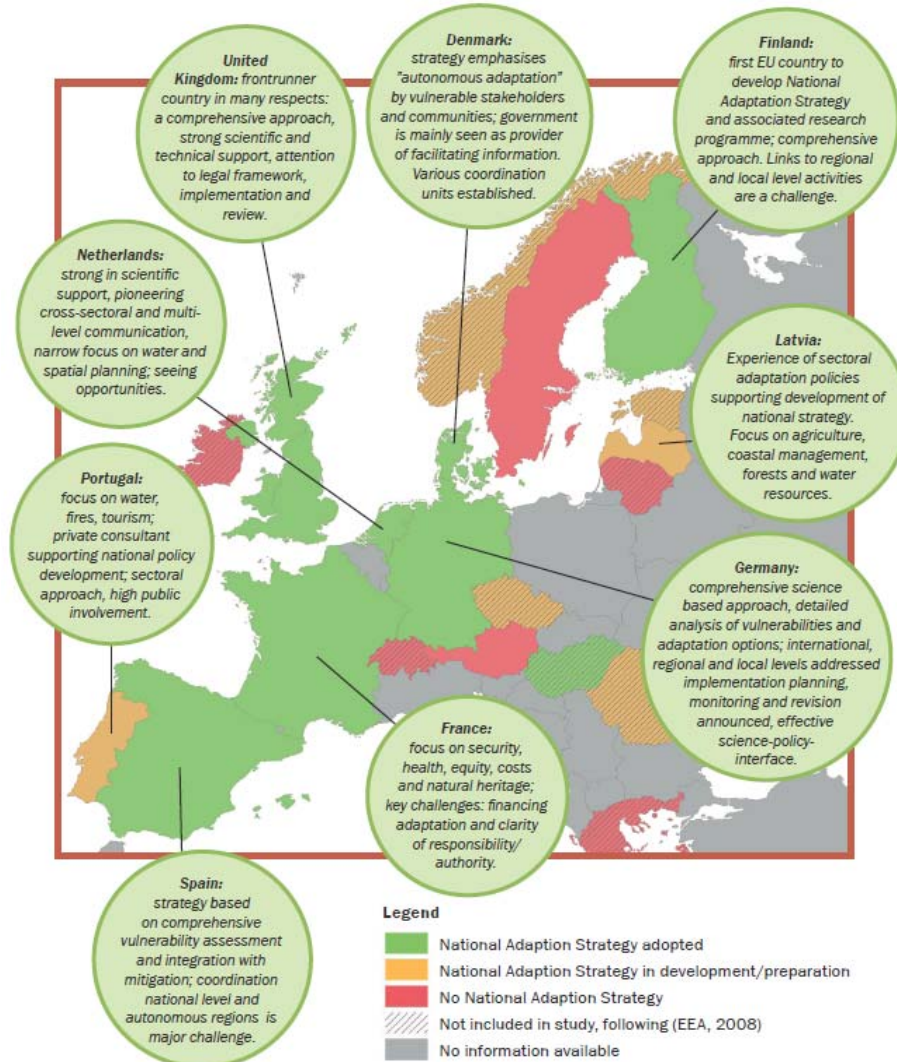 United
Kingdom: frontrunner
country in many respects:
a comprehensive approach,
strong scientific and
technical support, attention
to legal framework,
implementation and
review.
Denmark:
strategy emphasises
"autonomous adaptation"
by vulnerable stakeholders
and communities; government
is mainly seen as provider
of facilitating information.
Various coordination
units established.
Finland:
first EU country to
develop National
Adaptation Strategy
and associated research
programme; comprehensive
approach. Links to regional
and local level activities
are a challenge.
Netherlands:
strong in scientific
support, pioneering
cross-sectoral and multi-
level communication,
narrow focus on water and
spatial planning; seeing
opportunities.
Latvia:
Experience of sectoral
adaptation policies
supporting development of
national strategy.
Focus on agriculture,
coastal management,
forests and water
resources.
Portugal:
focus on water,
fires, tourism;
private consultant
supporting national policy
development; sectoral
approach, high public
involvement.
Germany:
comprehensive science
based approach, detailed
analysis of vulnerabilities and
adaptation options; international,
regional and local levels addressed
implementation planning,
monitoring and revision
announced, effective
science-policy-
interface.
France:
focus on security,
health, equity, costs
and natural heritage;
key challenges: financing
adaptation and clarity
of responsibility/
authority.
Spain:
strategy based
on comprehensive
vulnerability assessment
and integration with
mitigation; coordination
national level and
autonomous regions is
major challenge.
Legend
National Adaption Strategy adopted
National Adaption Strategy in development/preparation
No National Adaption Strategy
Not included in study, following (EEA, 2008)
No information available